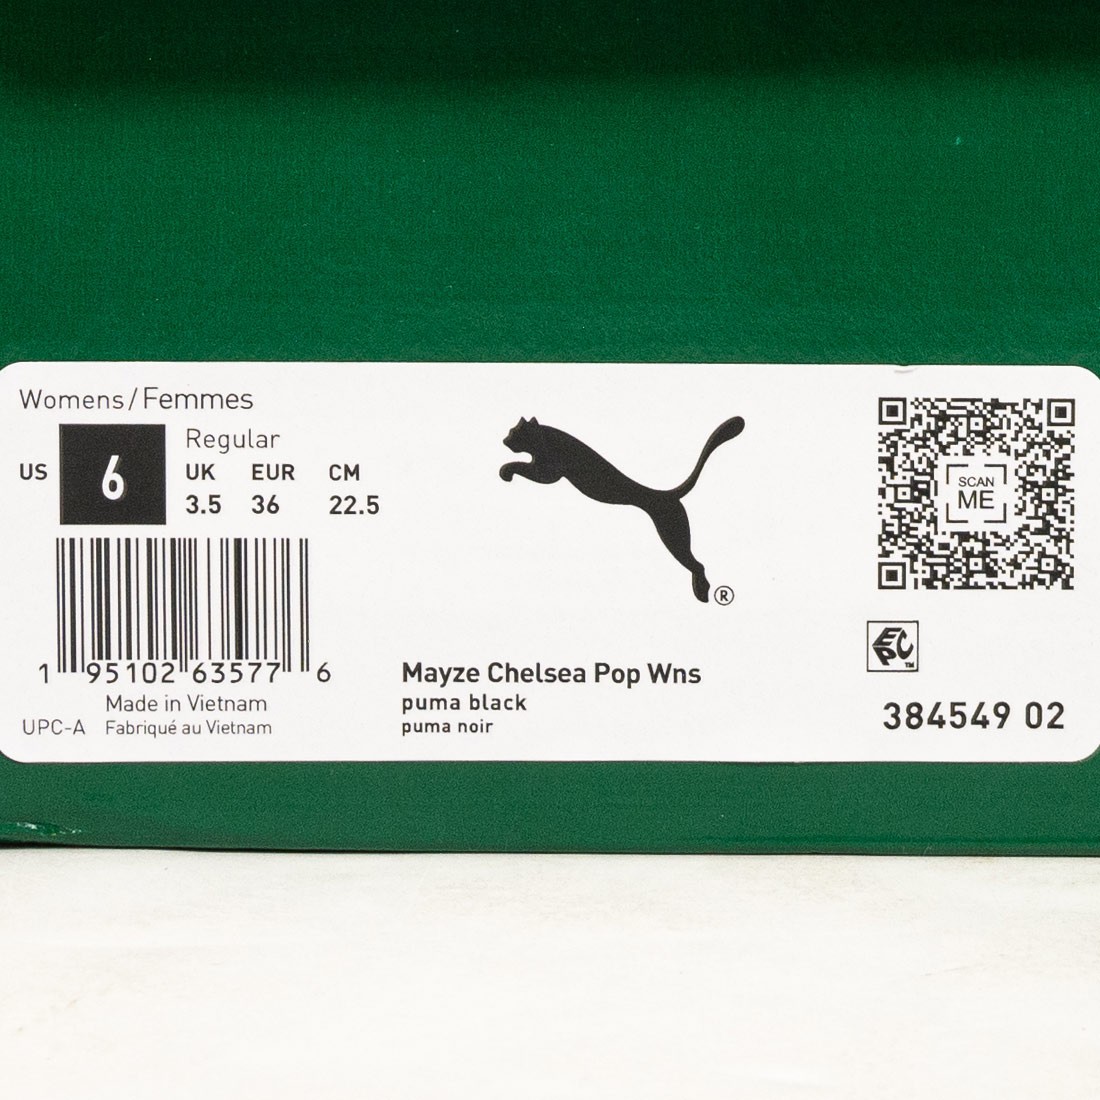 Womens/Femmes
US 6
Regular
UK EUR CM
3.5 36 22.5
1 95102 63577 6
Made in Vietnam
UPC-A Fabriqué au Vietnam
®
Mayze Chelsea Pop Wns
puma black
puma noir
SCAN
ME
EPC™
384549 02